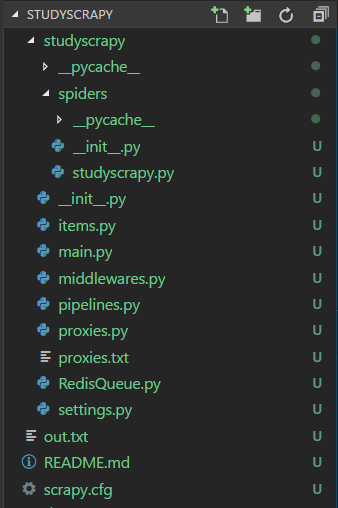 STUDYSCRAPY
studyscrapy
__pycache__
spiders
__pycache__
__init__.py U
studyscrapy.py U
__init__.py U
items.py U
main.py U
middlewares.py U
pipelines.py U
proxies.py U
proxies.txt U
RedisQueue.py U
settings.py U
out.txt U
README.md U
scrapy.cfg U